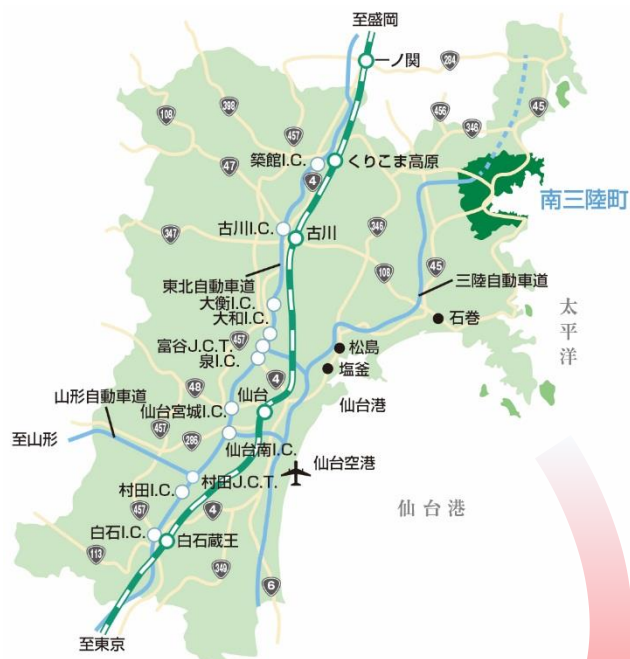 至盛岡
一ノ関
284
398
108
457
456
346
45
47
築館I.C.
4
くりこま高原
南三陸町
古川I.C.
古川
347
346
108
45
東北自動車道
三陸自動車道
大衡I.C.
大和I.C.
石巻
太平洋
富谷J.C.T.
457
松島
泉I.C.
塩釜
48
4
山形自動車道
仙台
仙台港
仙台宮城I.C.
至山形
457
286
仙台南I.C.
仙台空港
村田J.C.T.
村田I.C.
仙台港
457
4
白石I.C.
白石蔵王
113
349
6
至東京